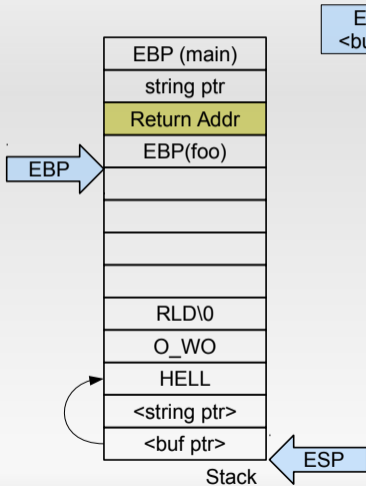 EBP (main)
string ptr
Return Addr
EBP(foo)
EBP
RLD\0
O_WO
HELL
<string ptr>
<buf ptr>
ESP
Stack